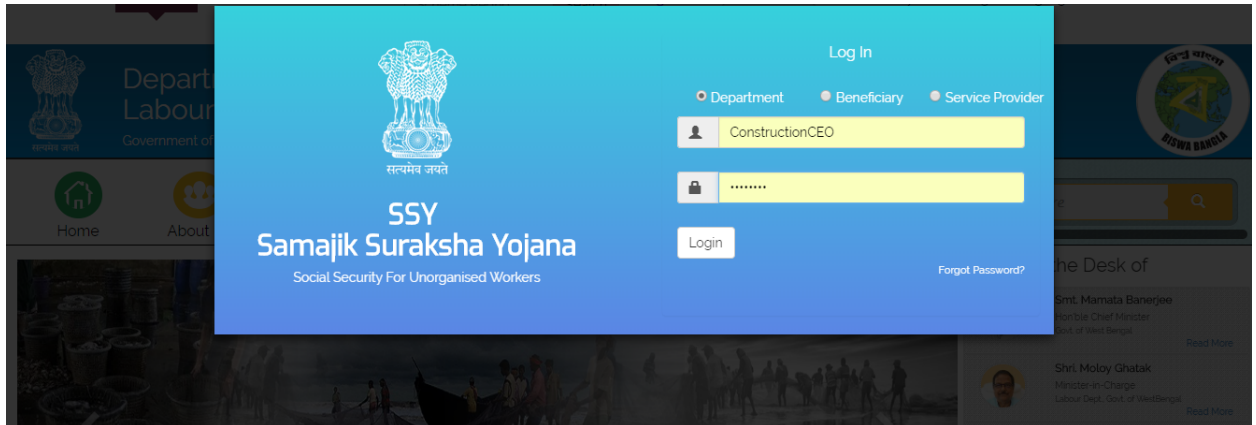 Log In
Department Beneficiary Service Provider
ConstructionCEO
••••••••
Login
Forgot Password?
सत्यमेव जयते
SSY
Samajik Suraksha Yojana
Social Security For Unorganised Workers
सत्यमेव जयते
Depart
Labour
Government of
বিশ্ব বাংলা
BISWA BANGLA
Home
About
he Desk of
Smt. Mamata Banerjee
Hon'ble Chief Minister
Govt. of West Bengal
Read More
Shri. Moloy Ghatak
Minister-in-Charge
Labour Dept, Govt. of WestBengal
Read More